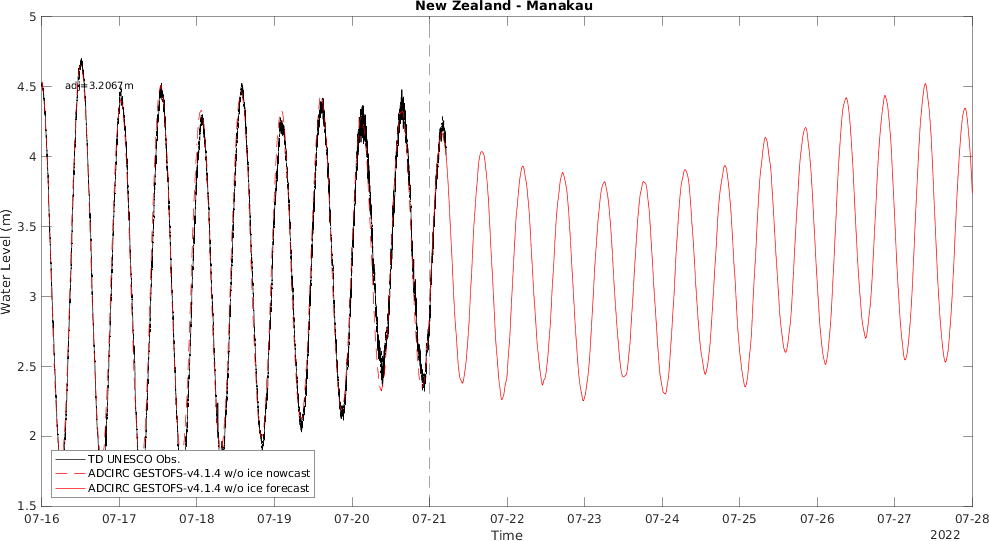 New Zealand - Manakau
Water Level (m)
5
4.5
4
3.5
3
2.5
2
1.5
adj=3.2067m
TD UNESCO Obs.
ADCIRC GESTOFS-v4.1.4 w/o ice nowcast
ADCIRC GESTOFS-v4.1.4 w/o ice forecast
07-16 07-17 07-18 07-19 07-20 07-21 07-22 07-23 07-24 07-25 07-26 07-27 07-28
Time
2022